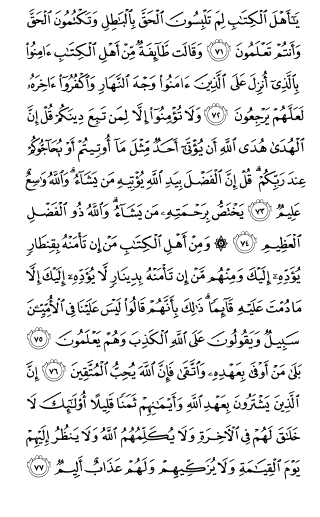 يَٰٓأَهْلَ ٱلْكِتَٰبِ لِمَ تَلْبِسُونَ ٱلْحَقَّ بِٱلْبَٰطِلِ وَتَكْتُمُونَ ٱلْحَقَّ
وَأَنتُمْ تَعْلَمُونَ ٧١ وَقَالَت طَّآئِفَةٌ مِّنْ أَهْلِ ٱلْكِتَٰبِ ءَامِنُوا۟
بِٱلَّذِىٓ أُنزِلَ عَلَى ٱلَّذِينَ ءَامَنُوا۟ وَجْهَ ٱلنَّهَارِ وَٱكْفُرُوٓا۟ ءَاخِرَهُۥ
لَعَلَّهُمْ يَرْجِعُونَ ٧٢ وَلَا تُؤْمِنُوٓا۟ إِلَّا لِمَن تَبِعَ دِينَكُمْ قُلْ إِنَّ
ٱلْهُدَىٰ هُدَى ٱللَّهِ أَن يُؤْتَىٰٓ أَحَدٌ مِّثْلَ مَآ أُوتِيتُمْ أَوْ يُحَآجُّوكُمْ
عِندَ رَبِّكُمْ ۗ قُلْ إِنَّ ٱلْفَضْلَ بِيَدِ ٱللَّهِ يُؤْتِيهِ مَن يَشَآءُ ۗ وَٱللَّهُ وَٰسِعٌ
عَلِيمٌ ٧٣ يَخْتَصُّ بِرَحْمَتِهِۦ مَن يَشَآءُ ۗ وَٱللَّهُ ذُو ٱلْفَضْلِ
ٱلْعَظِيمِ ٧٤ ۞ وَمِنْ أَهْلِ ٱلْكِتَٰبِ مَنْ إِن تَأْمَنْهُ بِقِنطَارٍ
يُؤَدِّهِۦٓ إِلَيْكَ وَمِنْهُم مَّنْ إِن تَأْمَنْهُ بِدِينَارٍ لَّا يُؤَدِّهِۦٓ إِلَيْكَ إِلَّا
مَا دُمْتَ عَلَيْهِ قَآئِمًا ۗ ذَٰلِكَ بِأَنَّهُمْ قَالُوا۟ لَيْسَ عَلَيْنَا فِى ٱلْأُمِّيِّـۧنَ
سَبِيلٌ وَيَقُولُونَ عَلَى ٱللَّهِ ٱلْكَذِبَ وَهُمْ يَعْلَمُونَ ٧٥
بَلَىٰ مَنْ أَوْفَىٰ بِعَهْدِهِۦ وَٱتَّقَىٰ فَإِنَّ ٱللَّهَ يُحِبُّ ٱلْمُتَّقِينَ ٧٦ إِنَّ
ٱلَّذِينَ يَشْتَرُونَ بِعَهْدِ ٱللَّهِ وَأَيْمَٰنِهِمْ ثَمَنًا قَلِيلًا أُو۟لَٰٓئِكَ لَا
خَلَٰقَ لَهُمْ فِى ٱلْءَاخِرَةِ وَلَا يُكَلِّمُهُمُ ٱللَّهُ وَلَا يَنظُرُ إِلَيْهِمْ
يَوْمَ ٱلْقِيَٰمَةِ وَلَا يُزَكِّيهِمْ وَلَهُمْ عَذَابٌ أَلِيمٌ ٧٧